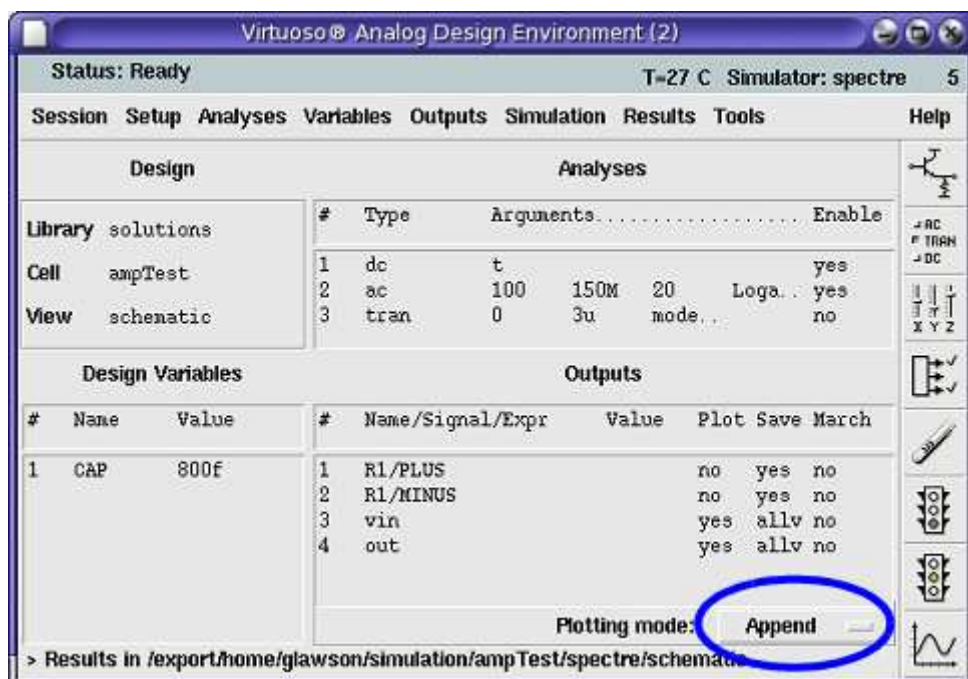 Virtuoso® Analog Design Environment (2)
Status: Ready T=27 C Simulator: spectre 5
Session Setup Analyses Variables Outputs Simulation Results Tools Help
Design Analyses
# Type Arguments................... Enable
Library solutions
Cell ampTest
View schematic
1 dc t yes
2 ac 100 150M 20 Loga.. yes
3 tran 0 3u mode.. no
Design Variables Outputs
# Name Value # Name/Signal/Expr Value Plot Save March
1 CAP 800f
1 R1/PLUS no yes no
2 R1/MINUS no yes no
3 vin yes allv no
4 out yes allv no
Plotting mode: Append
> Results in /export/home/glawson/simulation/ampTest/spectre/schematic
AC
TRAN
DC
X Y Z